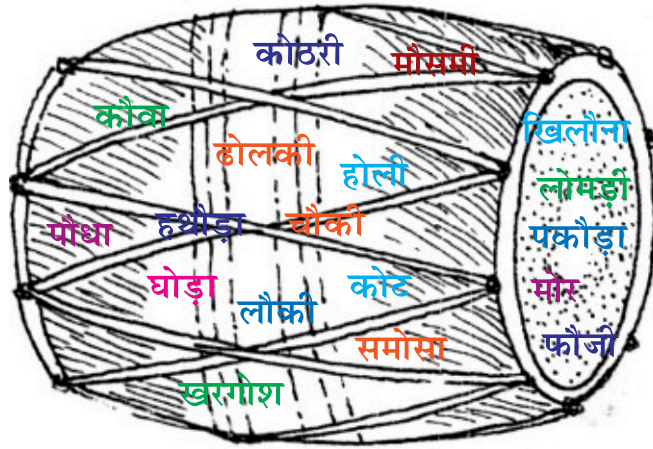 कोठरी
मौसमी
कौवा
खिलौना
ढोलकी
होली
लोमड़ी
पौधा
हथौड़ा
चौकी
पकौड़ा
घोड़ा
कोट
मोर
लौकी
समोसा
फौजी
खरगोश